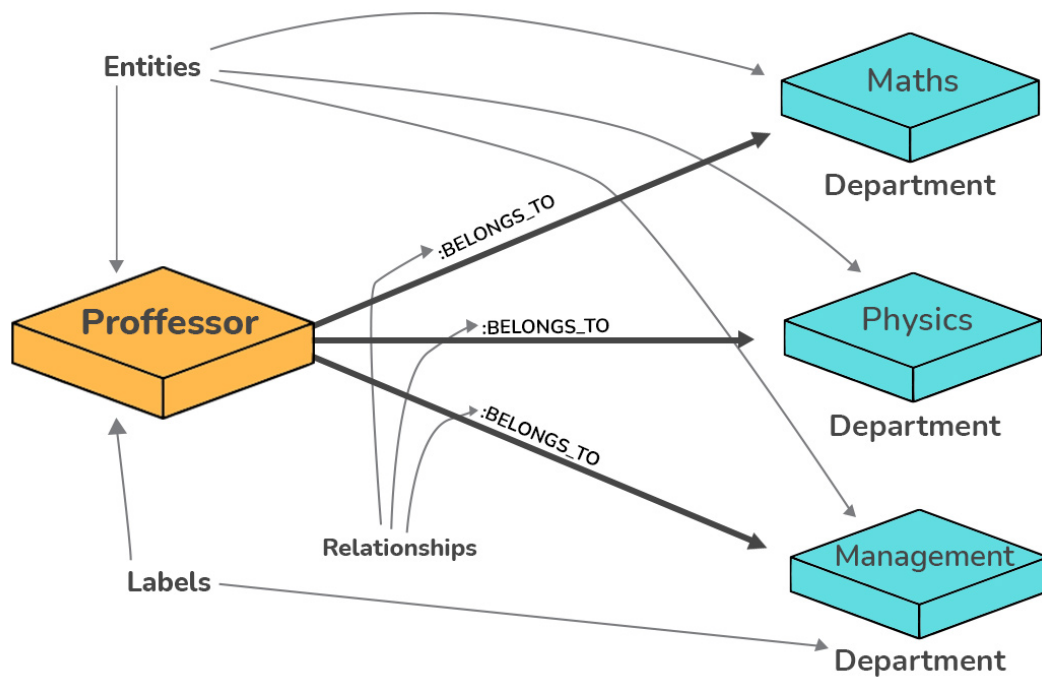 Entities
Maths
Department
:BELONGS_TO
Proffessor
:BELONGS_TO
Physics
Department
:BELONGS_TO
Relationships
Management
Labels
Department